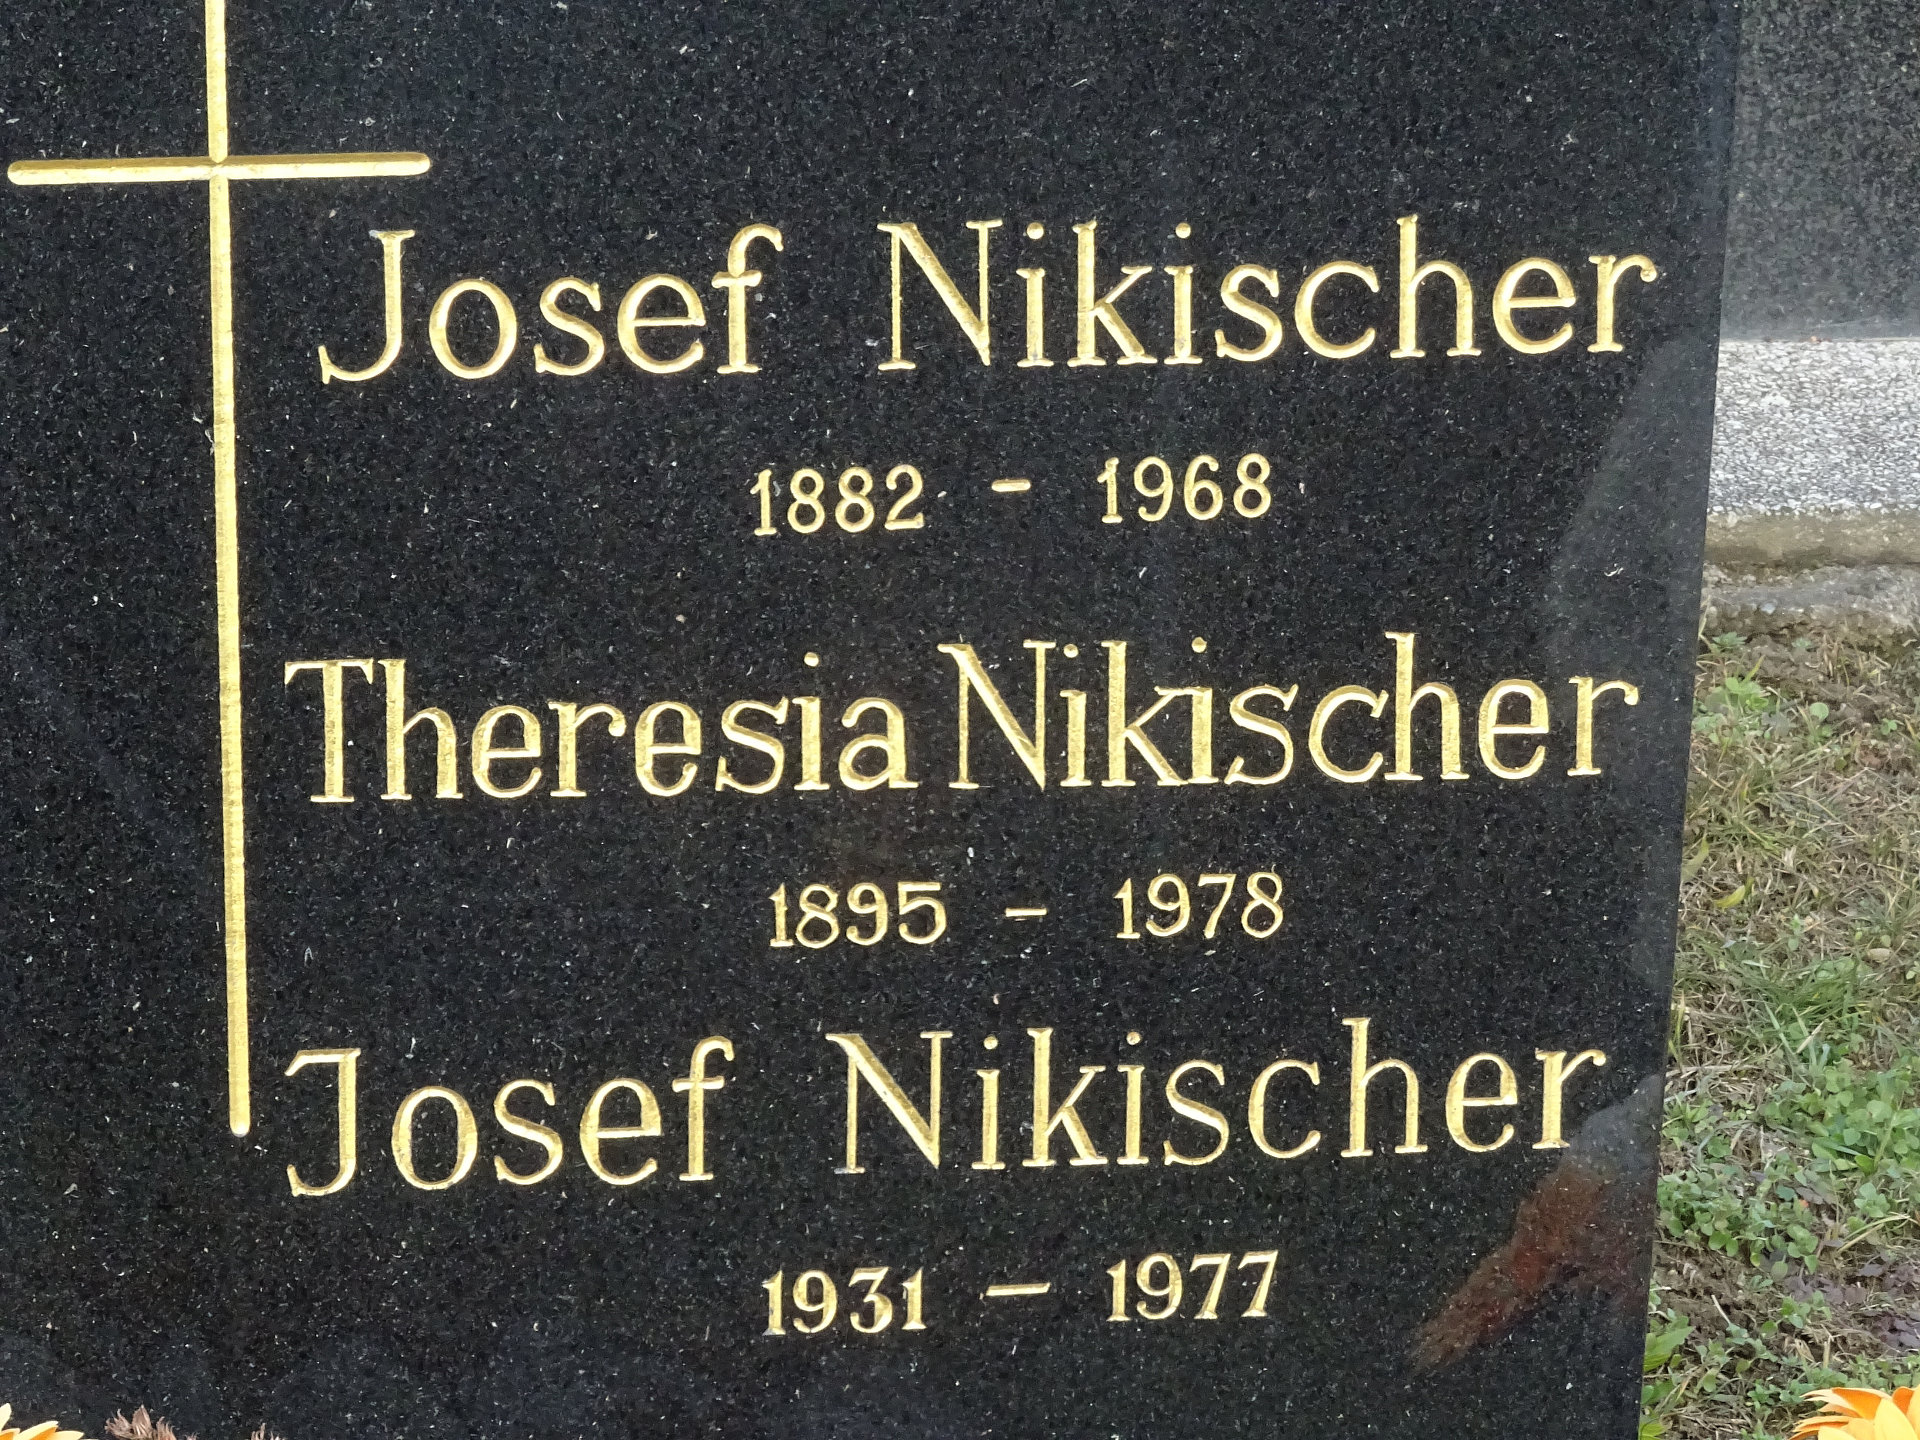 Josef Nikischer
1882 - 1968
Theresia Nikischer
1895 - 1978
Josef Nikischer
1931 - 1977